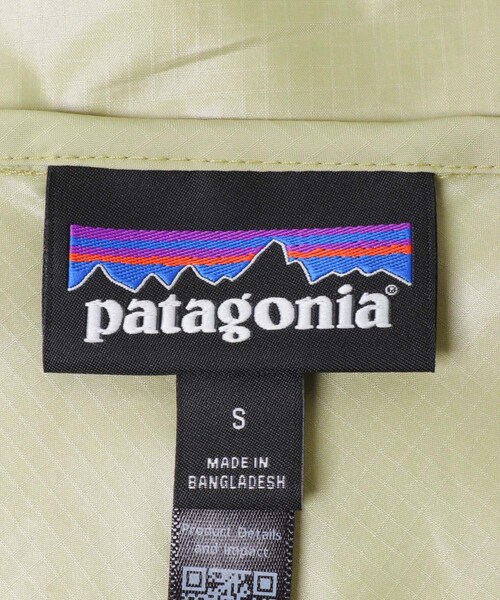 patagonia®
S
MADE IN
BANGLADESH
Product Details
and Impact